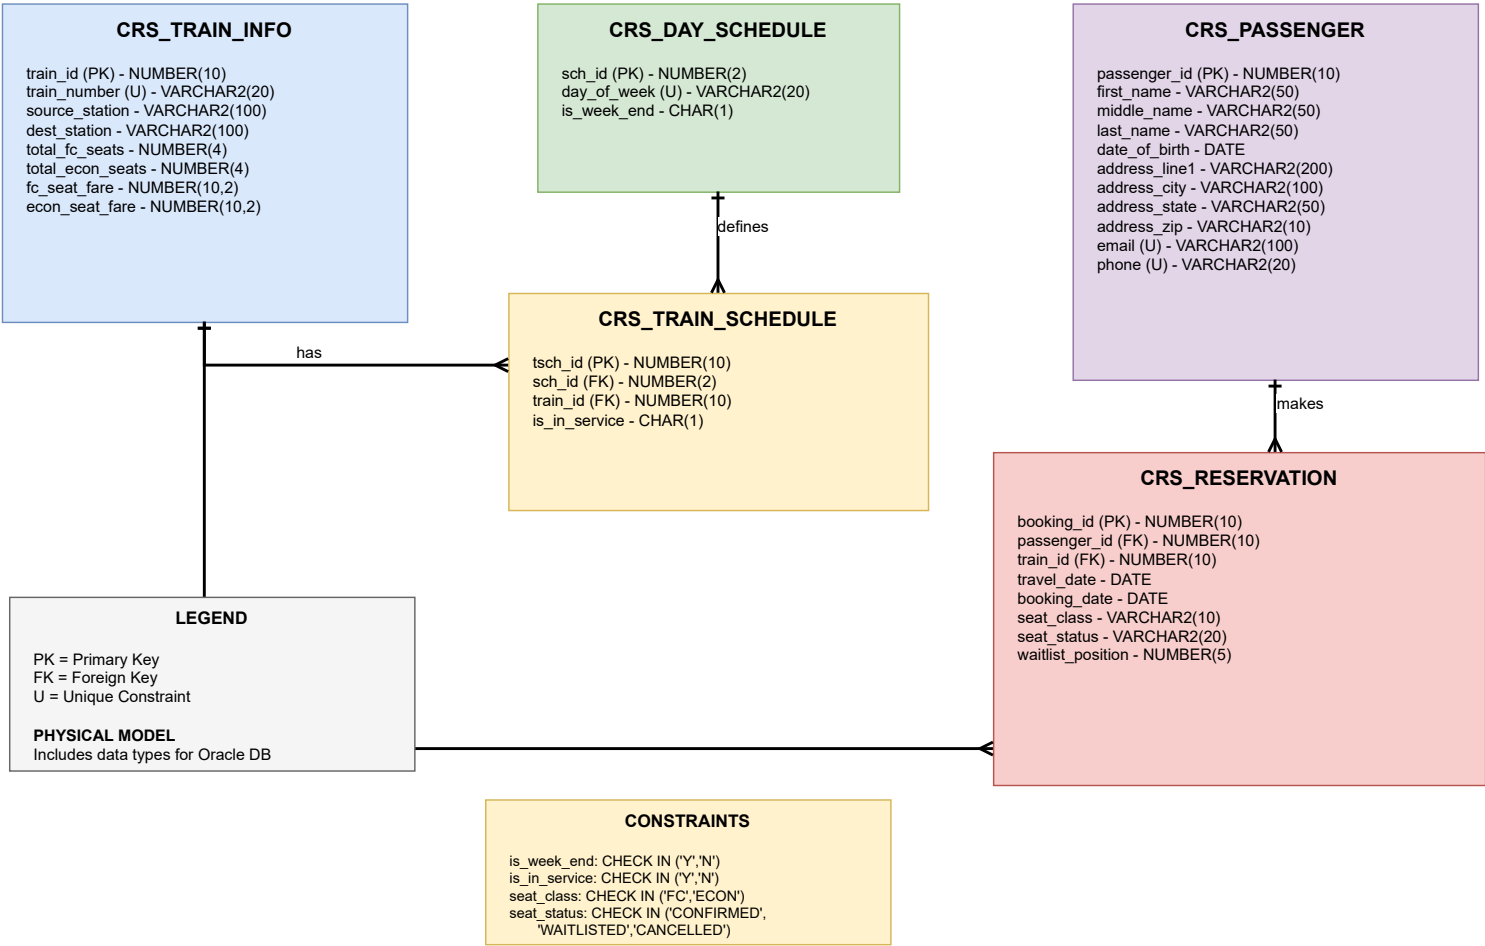 CRS_TRAIN_INFO
train_id (PK) - NUMBER(10)
train_number (U) - VARCHAR2(20)
source_station - VARCHAR2(100)
dest_station - VARCHAR2(100)
total_fc_seats - NUMBER(4)
total_econ_seats - NUMBER(4)
fc_seat_fare - NUMBER(10,2)
econ_seat_fare - NUMBER(10,2)
CRS_DAY_SCHEDULE
sch_id (PK) - NUMBER(2)
day_of_week (U) - VARCHAR2(20)
is_week_end - CHAR(1)
CRS_PASSENGER
passenger_id (PK) - NUMBER(10)
first_name - VARCHAR2(50)
middle_name - VARCHAR2(50)
last_name - VARCHAR2(50)
date_of_birth - DATE
address_line1 - VARCHAR2(200)
address_city - VARCHAR2(100)
address_state - VARCHAR2(50)
address_zip - VARCHAR2(10)
email (U) - VARCHAR2(100)
phone (U) - VARCHAR2(20)
defines
has
CRS_TRAIN_SCHEDULE
tsch_id (PK) - NUMBER(10)
sch_id (FK) - NUMBER(2)
train_id (FK) - NUMBER(10)
is_in_service - CHAR(1)
makes
CRS_RESERVATION
booking_id (PK) - NUMBER(10)
passenger_id (FK) - NUMBER(10)
train_id (FK) - NUMBER(10)
travel_date - DATE
booking_date - DATE
seat_class - VARCHAR2(10)
seat_status - VARCHAR2(20)
waitlist_position - NUMBER(5)
LEGEND
PK = Primary Key
FK = Foreign Key
U = Unique Constraint
PHYSICAL MODEL
Includes data types for Oracle DB
CONSTRAINTS
is_week_end: CHECK IN ('Y','N')
is_in_service: CHECK IN ('Y','N')
seat_class: CHECK IN ('FC','ECON')
seat_status: CHECK IN ('CONFIRMED',
'WAITLISTED','CANCELLED')